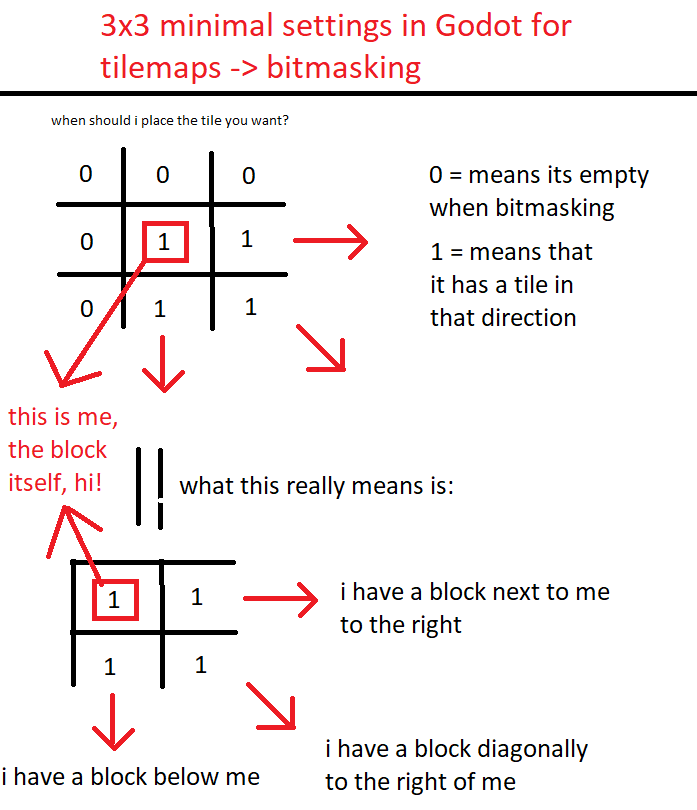 3x3 minimal settings in Godot for
tilemaps -> bitmasking
when should i place the tile you want?
0 0 0
0 1 1
0 1 1
0 = means its empty
when bitmasking
1 = means that
it has a tile in
that direction
this is me,
the block
itself, hi!
what this really means is:
1 1
1 1
i have a block next to me
to the right
i have a block below me
i have a block diagonally
to the right of me